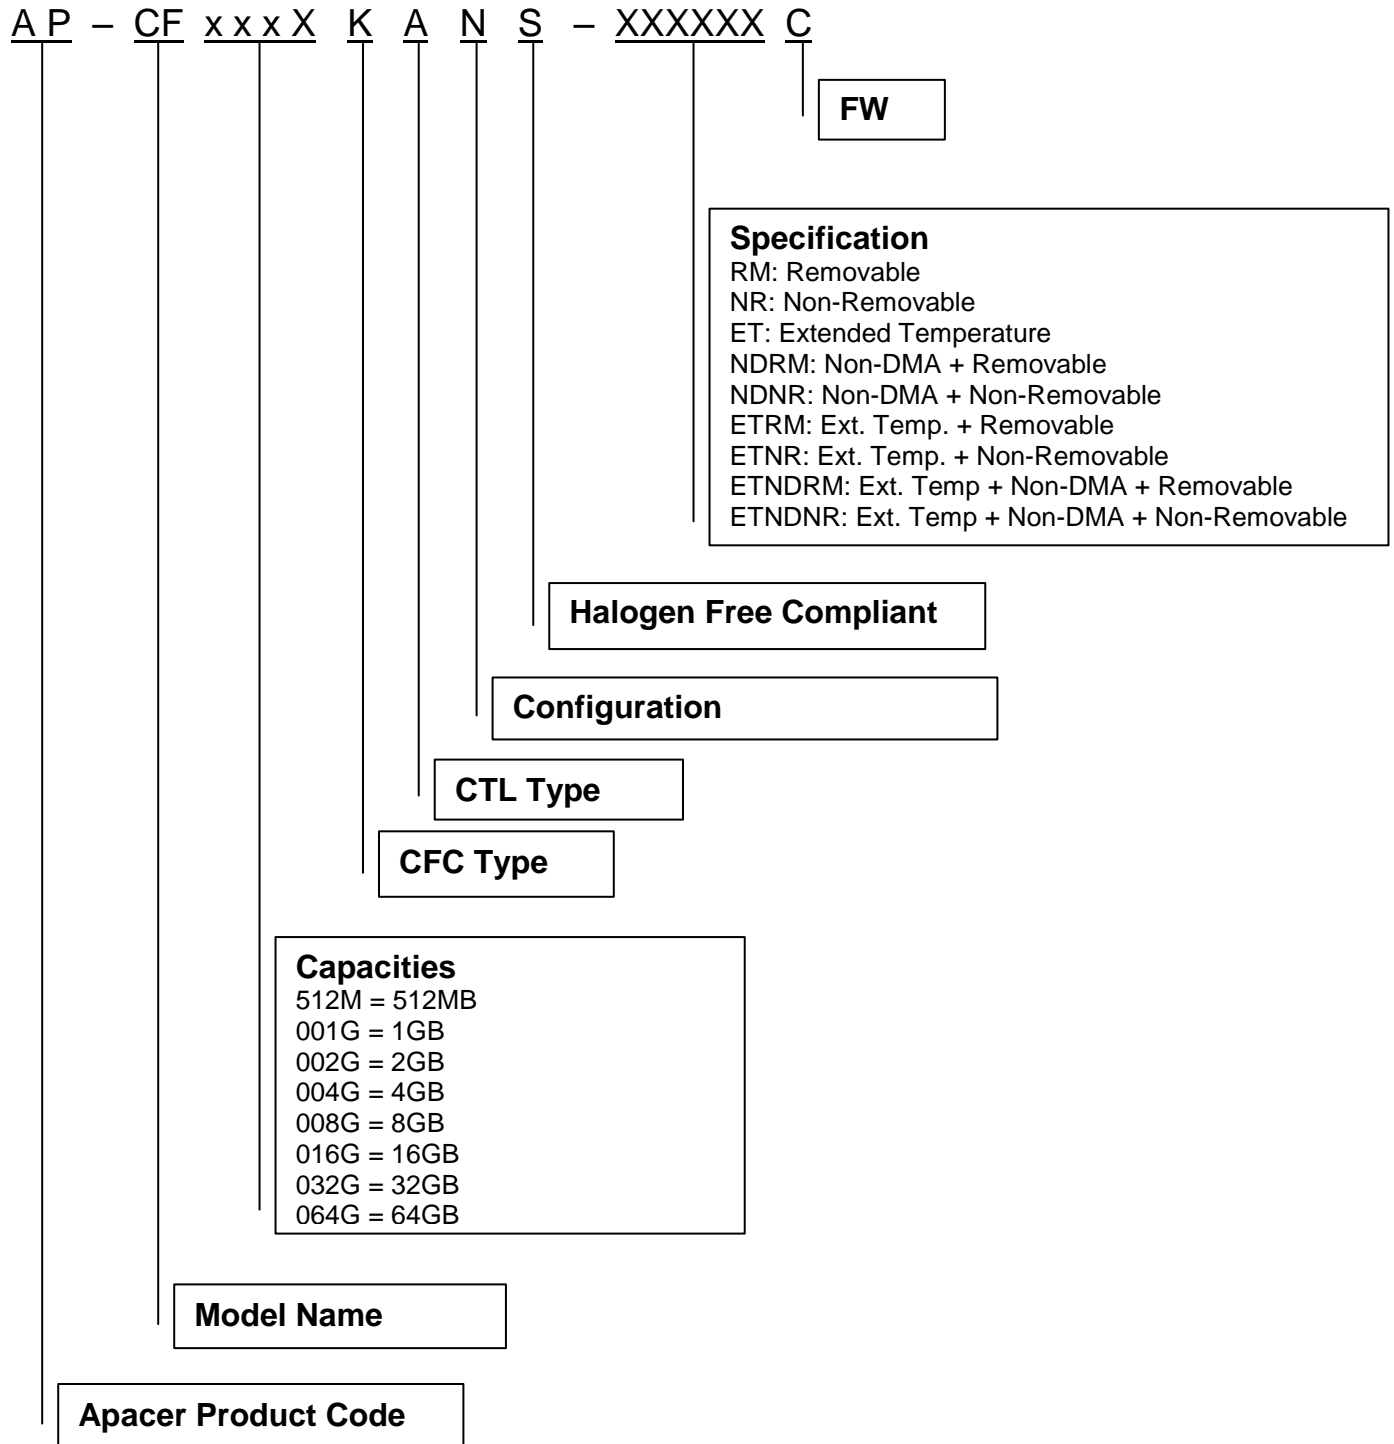 A P – CF x x x X K A N S – XXXXXX C
FW
Specification
RM: Removable
NR: Non-Removable
ET: Extended Temperature
NDRM: Non-DMA + Removable
NDNR: Non-DMA + Non-Removable
ETRM: Ext. Temp. + Removable
ETNR: Ext. Temp. + Non-Removable
ETNDRM: Ext. Temp + Non-DMA + Removable
ETNDNR: Ext. Temp + Non-DMA + Non-Removable
Halogen Free Compliant
Configuration
CTL Type
CFC Type
Capacities
512M = 512MB
001G = 1GB
002G = 2GB
004G = 4GB
008G = 8GB
016G = 16GB
032G = 32GB
064G = 64GB
Model Name
Apacer Product Code